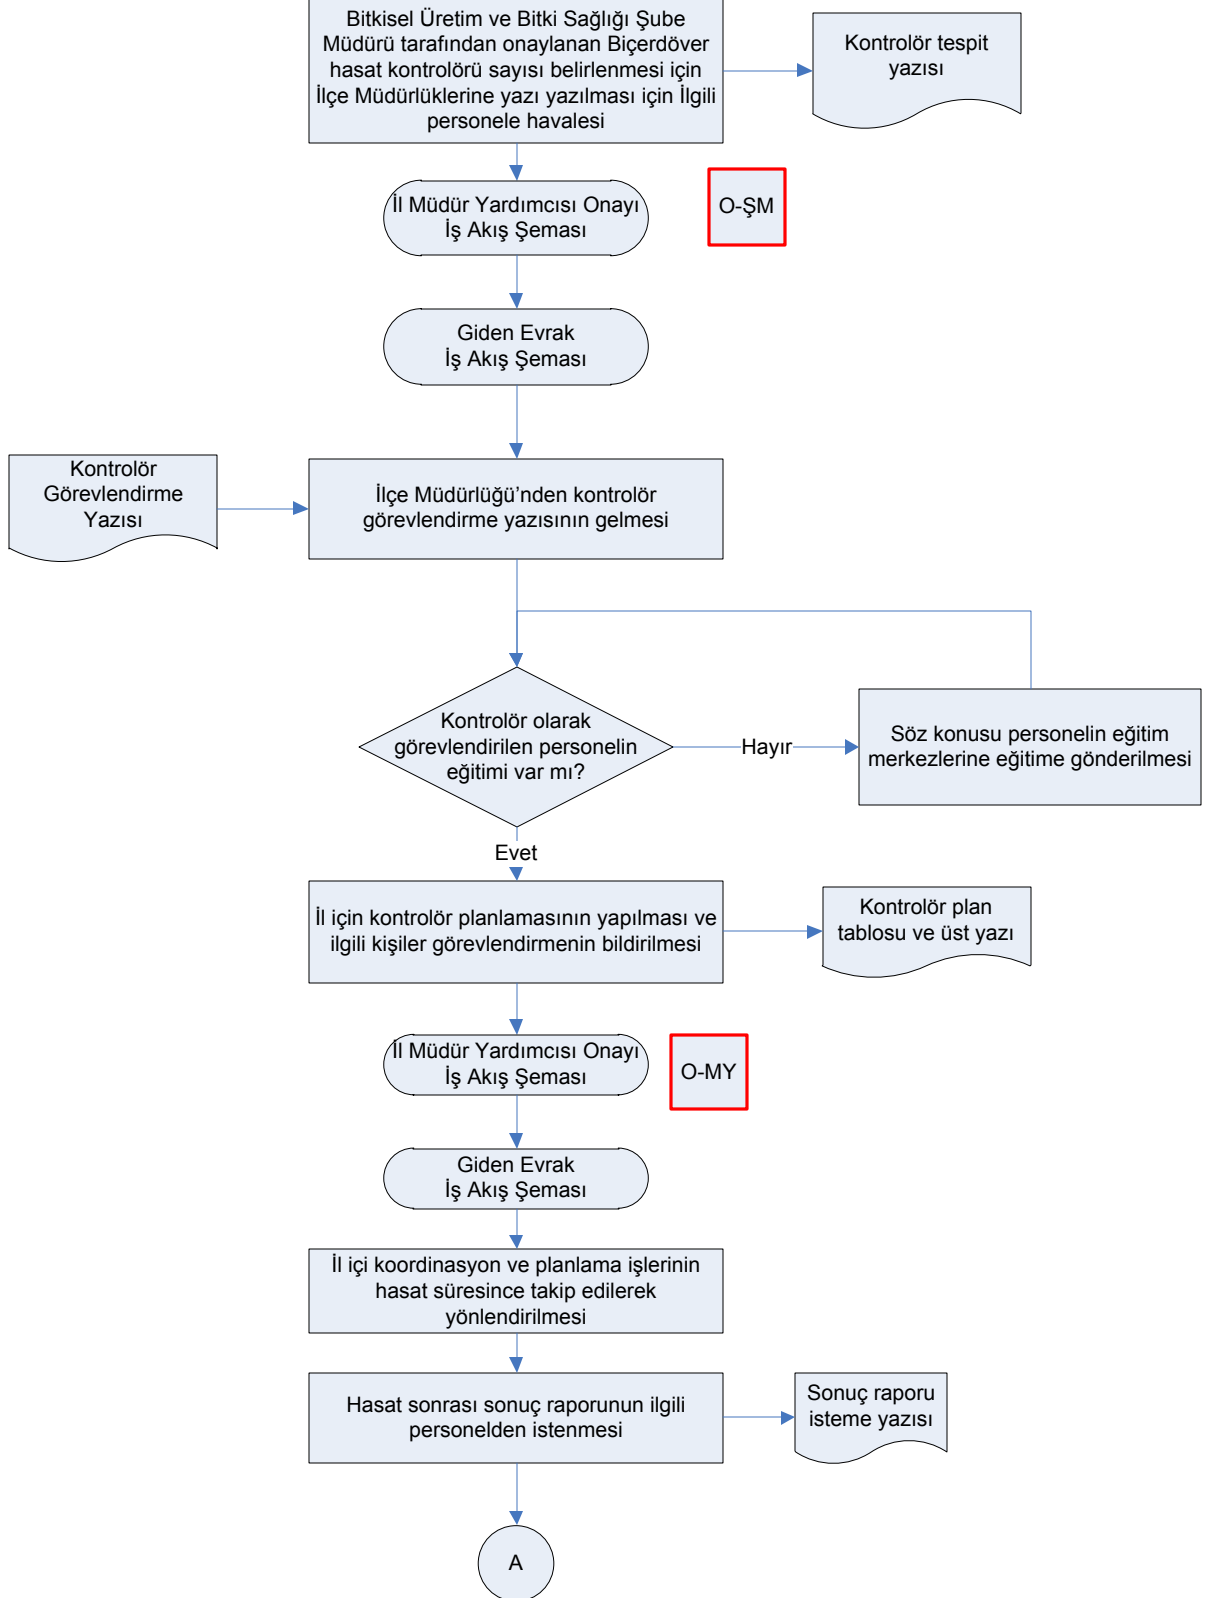 Bitkisel Üretim ve Bitki Sağlığı Şube
Müdürü tarafından onaylanan Biçerdöver
hasat kontrolörü sayısı belirlenmesi için
İlçe Müdürlüklerine yazı yazılması için İlgili
personele havalesi
Kontrolör tespit
yazısı
İl Müdür Yardımcısı Onayı
İş Akış Şeması
O-ŞM
Giden Evrak
İş Akış Şeması
Kontrolör
Görevlendirme
Yazısı
İlçe Müdürlüğü’nden kontrolör
görevlendirme yazısının gelmesi
Kontrolör olarak
görevlendirilen personelin
eğitimi var mı?
Hayır
Söz konusu personelin eğitim
merkezlerine eğitime gönderilmesi
Evet
İl için kontrolör planlamasının yapılması ve
ilgili kişiler görevlendirmenin bildirilmesi
Kontrolör plan
tablosu ve üst yazı
İl Müdür Yardımcısı Onayı
İş Akış Şeması
O-MY
Giden Evrak
İş Akış Şeması
İl içi koordinasyon ve planlama işlerinin
hasat süresince takip edilerek
yönlendirilmesi
Hasat sonrası sonuç raporunun ilgili
personelden istenmesi
Sonuç raporu
isteme yazısı
A